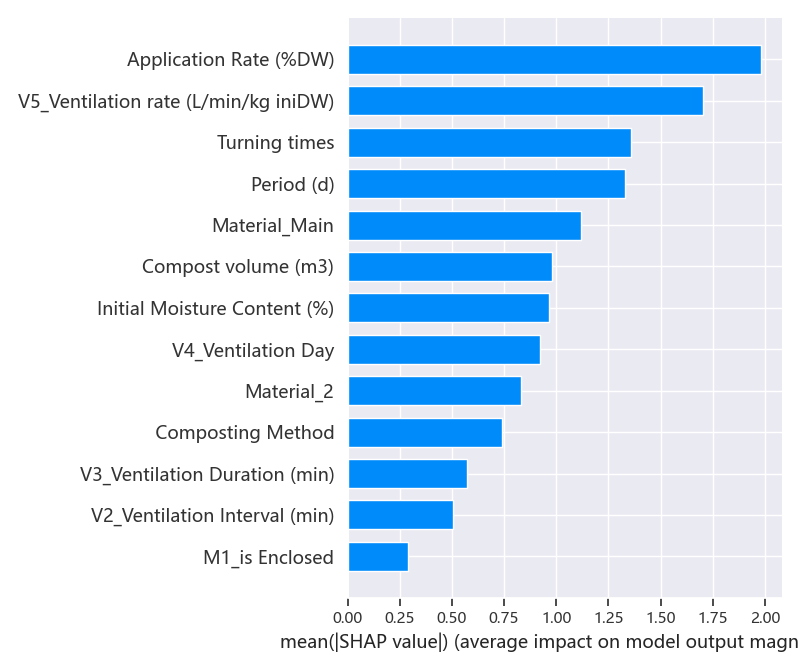 Application Rate (%DW)
V5_Ventilation rate (L/min/kg iniDW)
Turning times
Period (d)
Material_Main
Compost volume (m3)
Initial Moisture Content (%)
V4_Ventilation Day
Material_2
Composting Method
V3_Ventilation Duration (min)
V2_Ventilation Interval (min)
M1_is Enclosed
0.00 0.25 0.50 0.75 1.00 1.25 1.50 1.75 2.00
mean(|SHAP value|) (average impact on model output magn